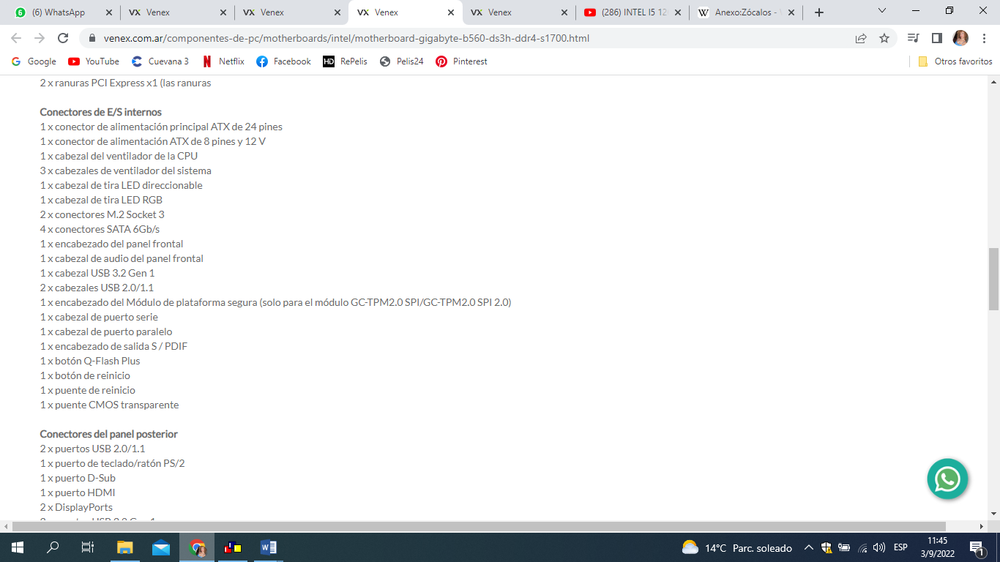 (6) WhatsApp
Venex
Venex
Venex
Venex
(286) INTEL I5 12
Anexo:Zócalos -
venex.com.ar/componentes-de-pc/motherboards/intel/motherboard-gigabyte-b560-ds3h-ddr4-s1700.html
Google
YouTube
Cuevana 3
Netflix
Facebook
HD RePelis
Pelis24
Pinterest
Otros favoritos
2 x ranuras PCI Express x1 (las ranuras
Conectores de E/S internos
1 x conector de alimentación principal ATX de 24 pines
1 x conector de alimentación ATX de 8 pines y 12 V
1 x cabezal del ventilador de la CPU
3 x cabezales de ventilador del sistema
1 x cabezal de tira LED direccionable
1 x cabezal de tira LED RGB
2 x conectores M.2 Socket 3
4 x conectores SATA 6Gb/s
1 x encabezado del panel frontal
1 x cabezal de audio del panel frontal
1 x cabezal USB 3.2 Gen 1
2 x cabezales USB 2.0/1.1
1 x encabezado del Módulo de plataforma segura (solo para el módulo GC-TPM2.0 SPI/GC-TPM2.0 SPI 2.0)
1 x cabezal de puerto serie
1 x cabezal de puerto paralelo
1 x encabezado de salida S / PDIF
1 x botón Q-Flash Plus
1 x botón de reinicio
1 x puente de reinicio
1 x puente CMOS transparente
Conectores del panel posterior
2 x puertos USB 2.0/1.1
1 x puerto de teclado/ratón PS/2
1 x puerto D-Sub
1 x puerto HDMI
2 x DisplayPorts
14°C Parc. soleado
ESP
11:45
3/9/2022
1